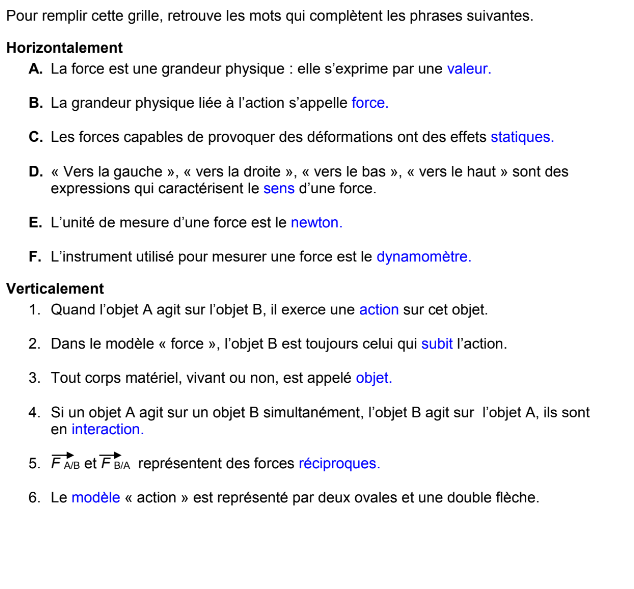 Pour remplir cette grille, retrouve les mots qui complètent les phrases suivantes.
Horizontalement
A. La force est une grandeur physique : elle s’exprime par une valeur.
B. La grandeur physique liée à l’action s’appelle force.
C. Les forces capables de provoquer des déformations ont des effets statiques.
D. « Vers la gauche », « vers la droite », « vers le bas », « vers le haut » sont des
expressions qui caractérisent le sens d’une force.
E. L’unité de mesure d’une force est le newton.
F. L’instrument utilisé pour mesurer une force est le dynamomètre.
Verticalement
1. Quand l’objet A agit sur l’objet B, il exerce une action sur cet objet.
2. Dans le modèle « force », l’objet B est toujours celui qui subit l’action.
3. Tout corps matériel, vivant ou non, est appelé objet.
4. Si un objet A agit sur un objet B simultanément, l’objet B agit sur l’objet A, ils sont
en interaction.
5. F A/B et F B/A représentent des forces réciproques.
6. Le modèle « action » est représenté par deux ovales et une double flèche.